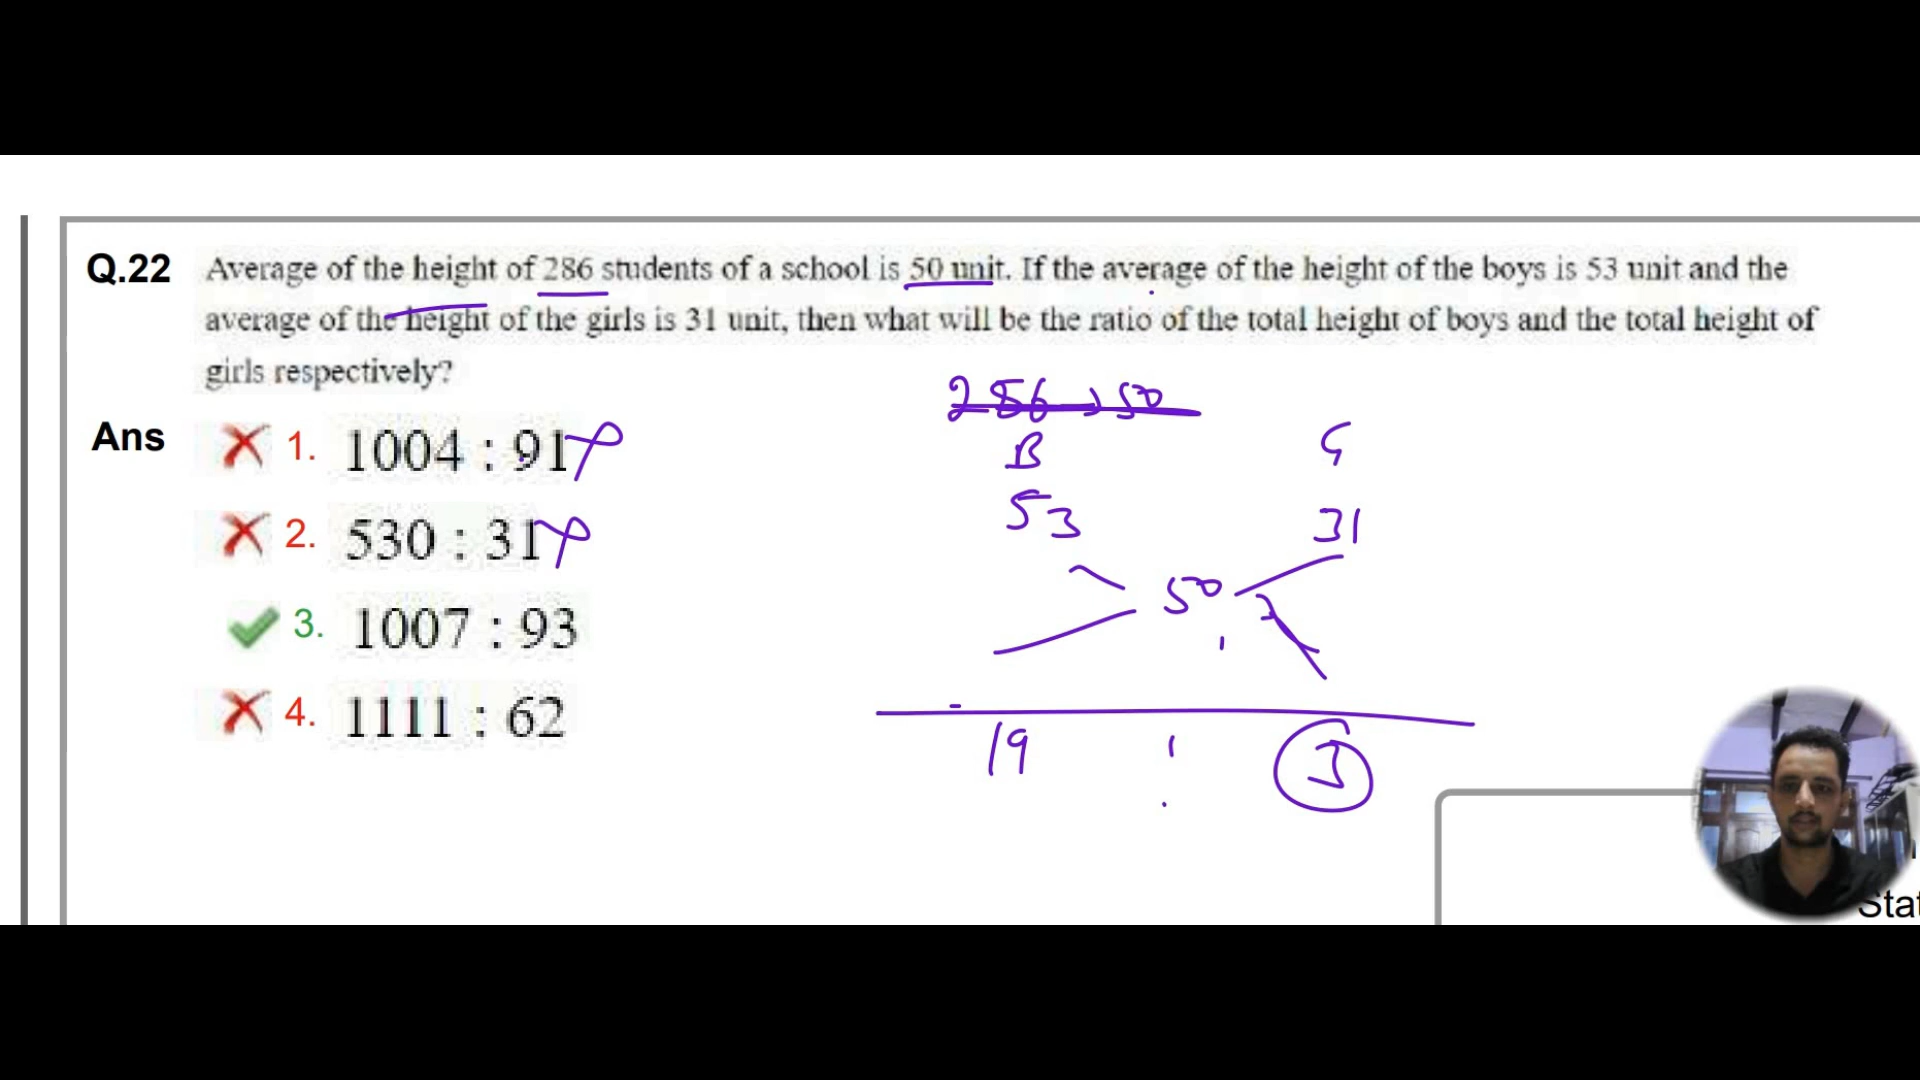 Q.22 Average of the height of 286 students of a school is 50 unit. If the average of the height of the boys is 53 unit and the
average of the height of the girls is 31 unit, then what will be the ratio of the total height of boys and the total height of
girls respectively?
286 → 50
Ans 1. 1004 : 91
B G
53 31
2. 530 : 31
50
3. 1007 : 93
4. 1111 : 62
19 : 3
Stat